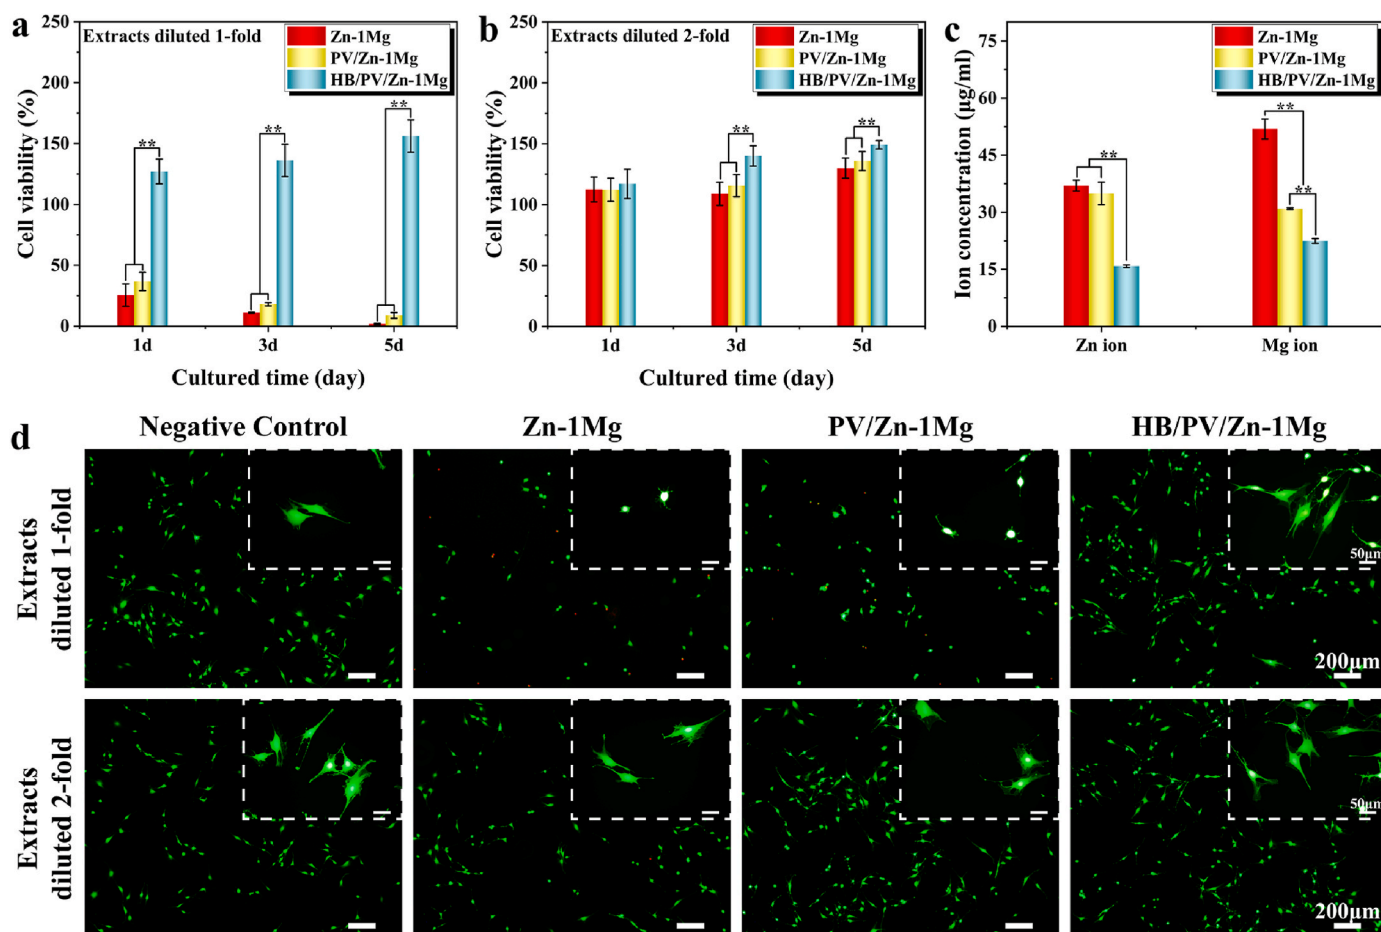 a
Extracts diluted 1-fold
Zn-1Mg
PV/Zn-1Mg
HB/PV/Zn-1Mg
250
200
150
100
50
0
Cell viability (%)
**
**
**
1d
3d
5d
Cultured time (day)
b
Extracts diluted 2-fold
Zn-1Mg
PV/Zn-1Mg
HB/PV/Zn-1Mg
250
200
150
100
50
0
Cell viability (%)
**
**
1d
3d
5d
Cultured time (day)
c
Zn-1Mg
PV/Zn-1Mg
HB/PV/Zn-1Mg
75
60
45
30
15
0
Ion concentration (μg/ml)
**
**
**
Zn ion
Mg ion
d
Negative Control
Zn-1Mg
PV/Zn-1Mg
HB/PV/Zn-1Mg
Extracts
diluted 1-fold
50μm
200μm
Extracts
diluted 2-fold
50μm
200μm